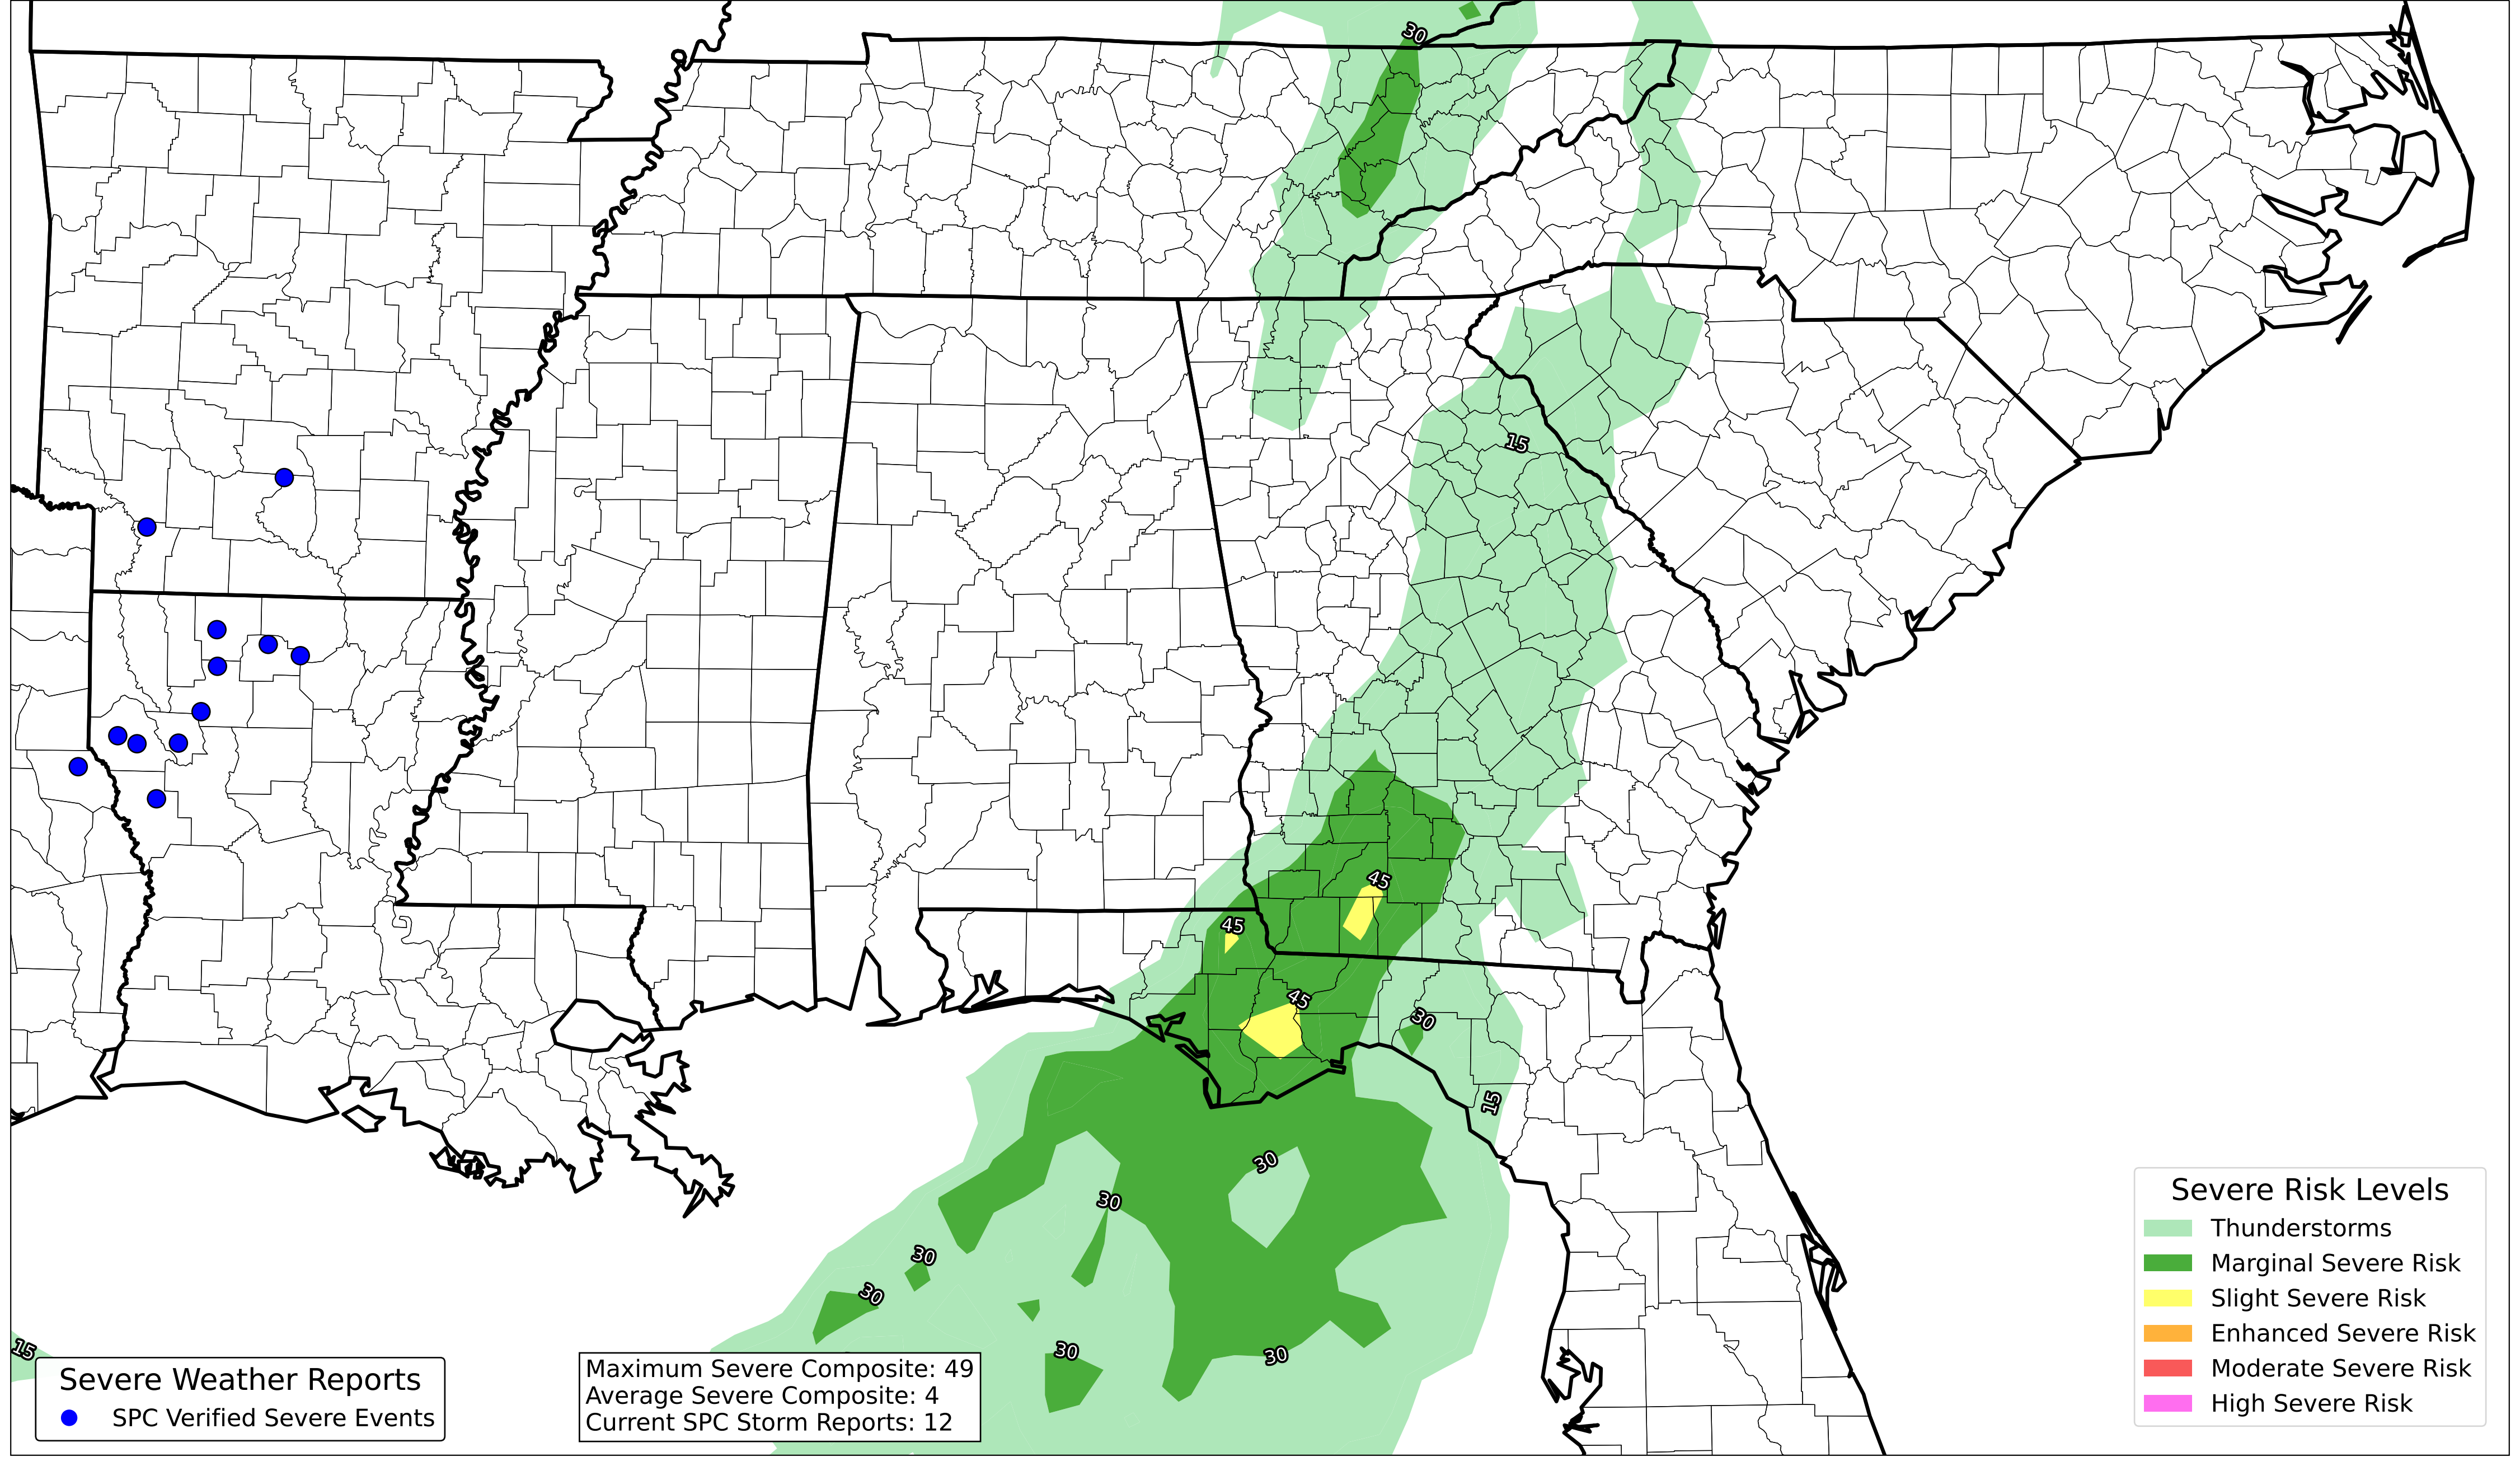 30
15
45
45
45
30
15
30
30
30
30
30
30
15
Severe Weather Reports
SPC Verified Severe Events
Maximum Severe Composite: 49
Average Severe Composite: 4
Current SPC Storm Reports: 12
Severe Risk Levels
Thunderstorms
Marginal Severe Risk
Slight Severe Risk
Enhanced Severe Risk
Moderate Severe Risk
High Severe Risk